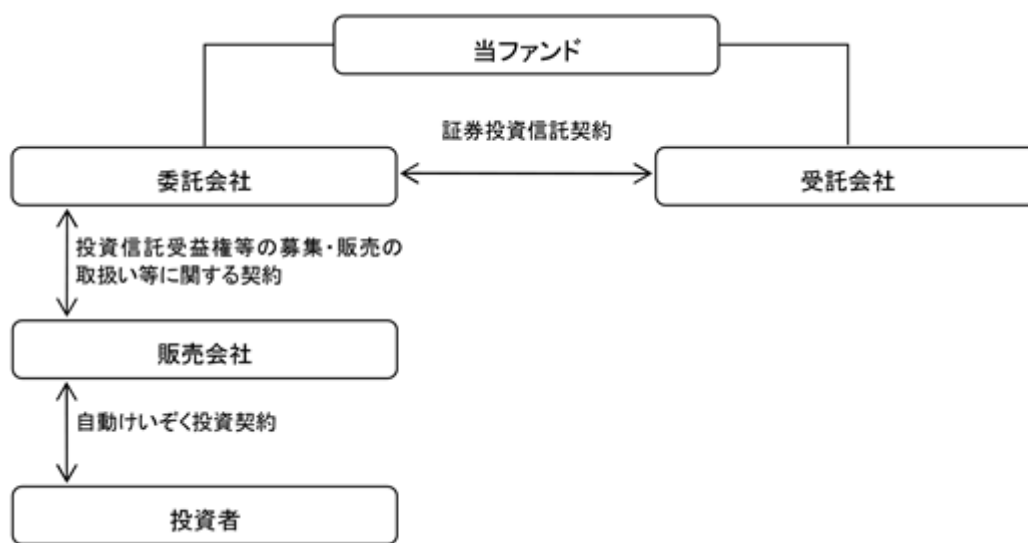 当ファンド
証券投資信託契約
委託会社
受託会社
投資信託受益権等の募集・販売の
取扱い等に関する契約
販売会社
自動けいぞく投資契約
投資者